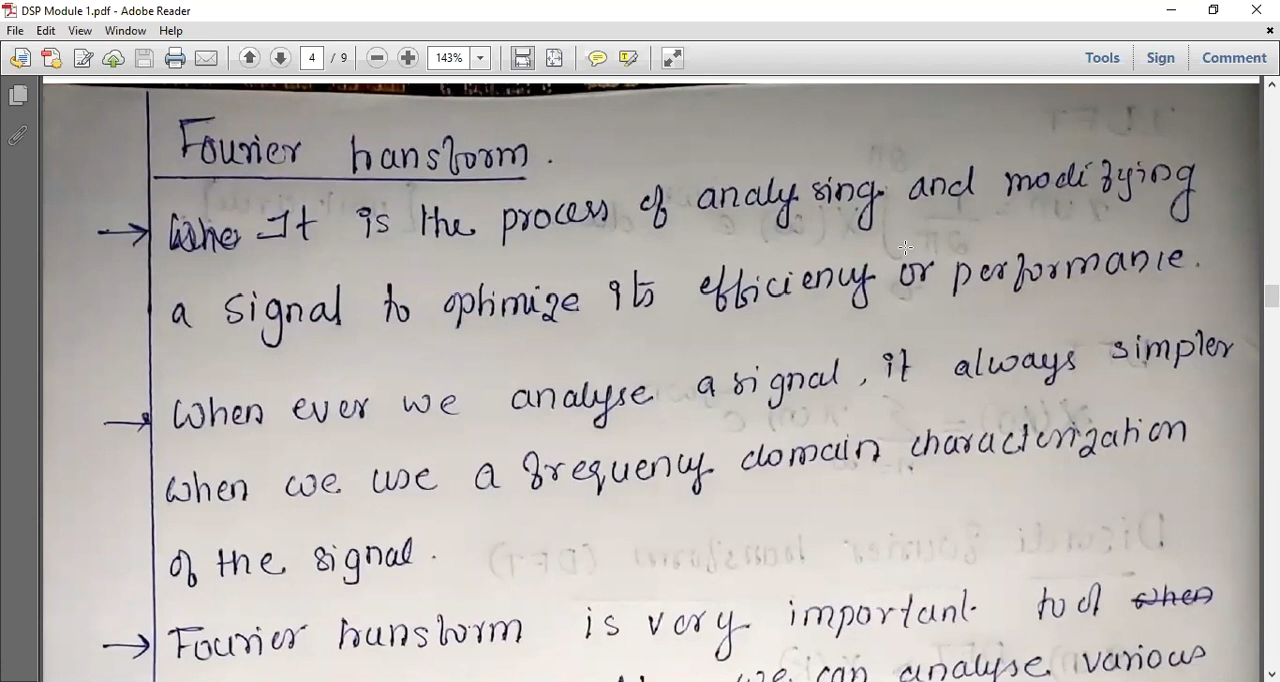 DSP Module 1.pdf - Adobe Reader
File Edit View Window Help
4 / 9 143% Tools Sign Comment
Fourier transform.
→ It is the process of analysing and modifying
a signal to optimize its efficiency or performance.
→ When ever we analyse a signal, it always simpler
when we use a frequency domain characterization
of the signal.
→ Fourier transform is very important tool when
we can analyse various